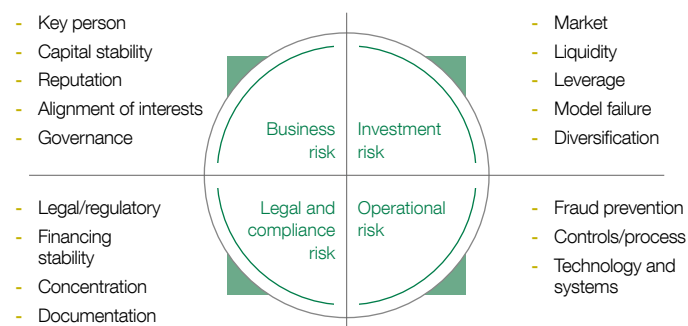 - Key person
- Capital stability
- Reputation
- Alignment of interests
- Governance
Business
risk
Investment
risk
- Market
- Liquidity
- Leverage
- Model failure
- Diversification
- Legal/regulatory
- Financing
stability
- Concentration
- Documentation
Legal and
compliance
risk
Operational
risk
- Fraud prevention
- Controls/process
- Technology and
systems